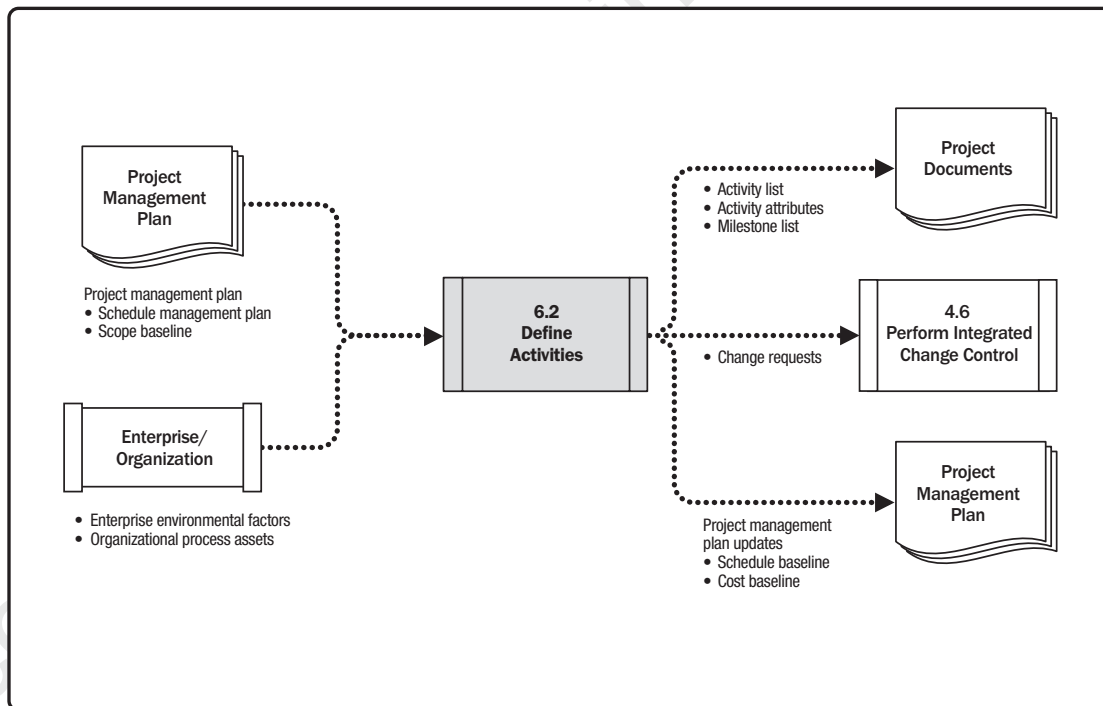 Project
Management
Plan
Project management plan
• Schedule management plan
• Scope baseline
Enterprise/
Organization
• Enterprise environmental factors
• Organizational process assets
6.2
Define
Activities
• Activity list
• Activity attributes
• Milestone list
Project
Documents
• Change requests
4.6
Perform Integrated
Change Control
Project management
plan updates
• Schedule baseline
• Cost baseline
Project
Management
Plan